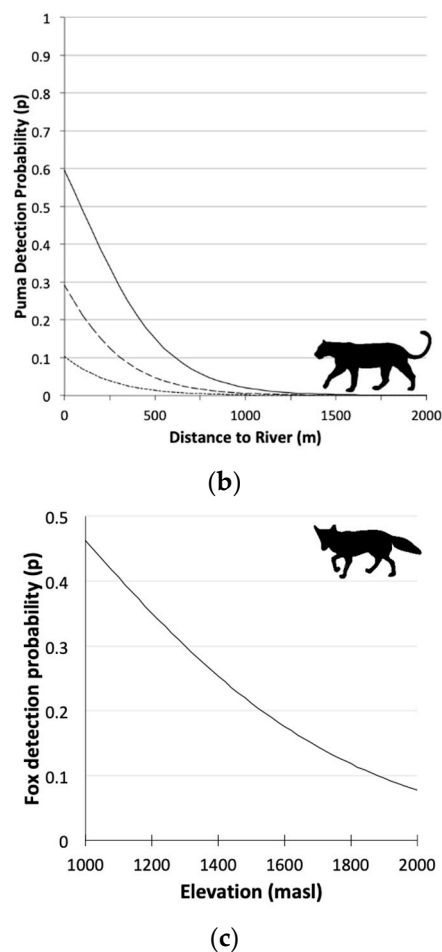 1
0.9
0.8
0.7
0.6
0.5
0.4
0.3
0.2
0.1
0
Puma Detection Probability (p)
0 500 1000 1500 2000
Distance to River (m)
(b)
0.5
0.4
0.3
0.2
0.1
0
Fox detection probability (p)
1000 1200 1400 1600 1800 2000
Elevation (masl)
(c)